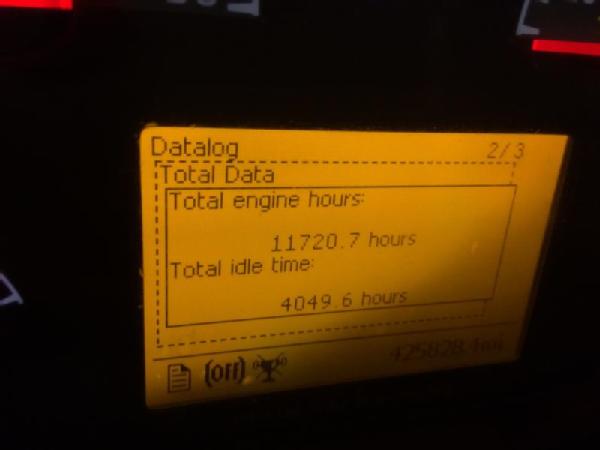 Datalog 2/3
Total Data
Total engine hours:
11720.7 hours
Total idle time:
4049.6 hours
(off) 425828.4mi